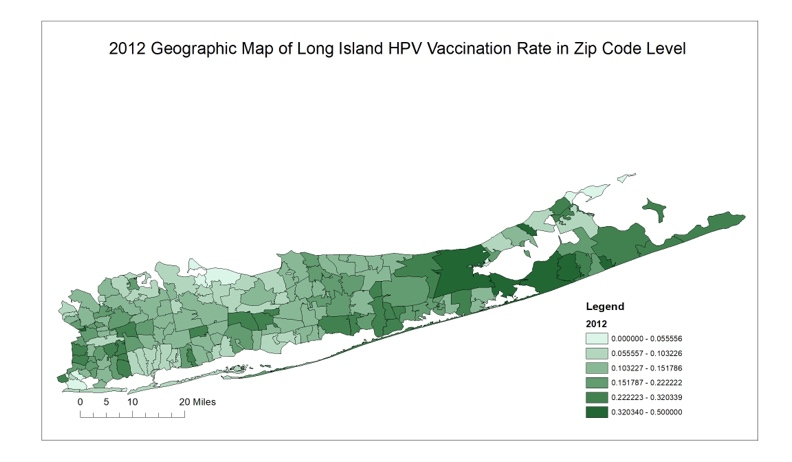 2012 Geographic Map of Long Island HPV Vaccination Rate in Zip Code Level
Legend
2012
0.000000 - 0.055556
0.055557 - 0.103226
0.103227 - 0.151786
0.151787 - 0.222222
0.222223 - 0.320339
0.320340 - 0.500000
0 5 10 20 Miles